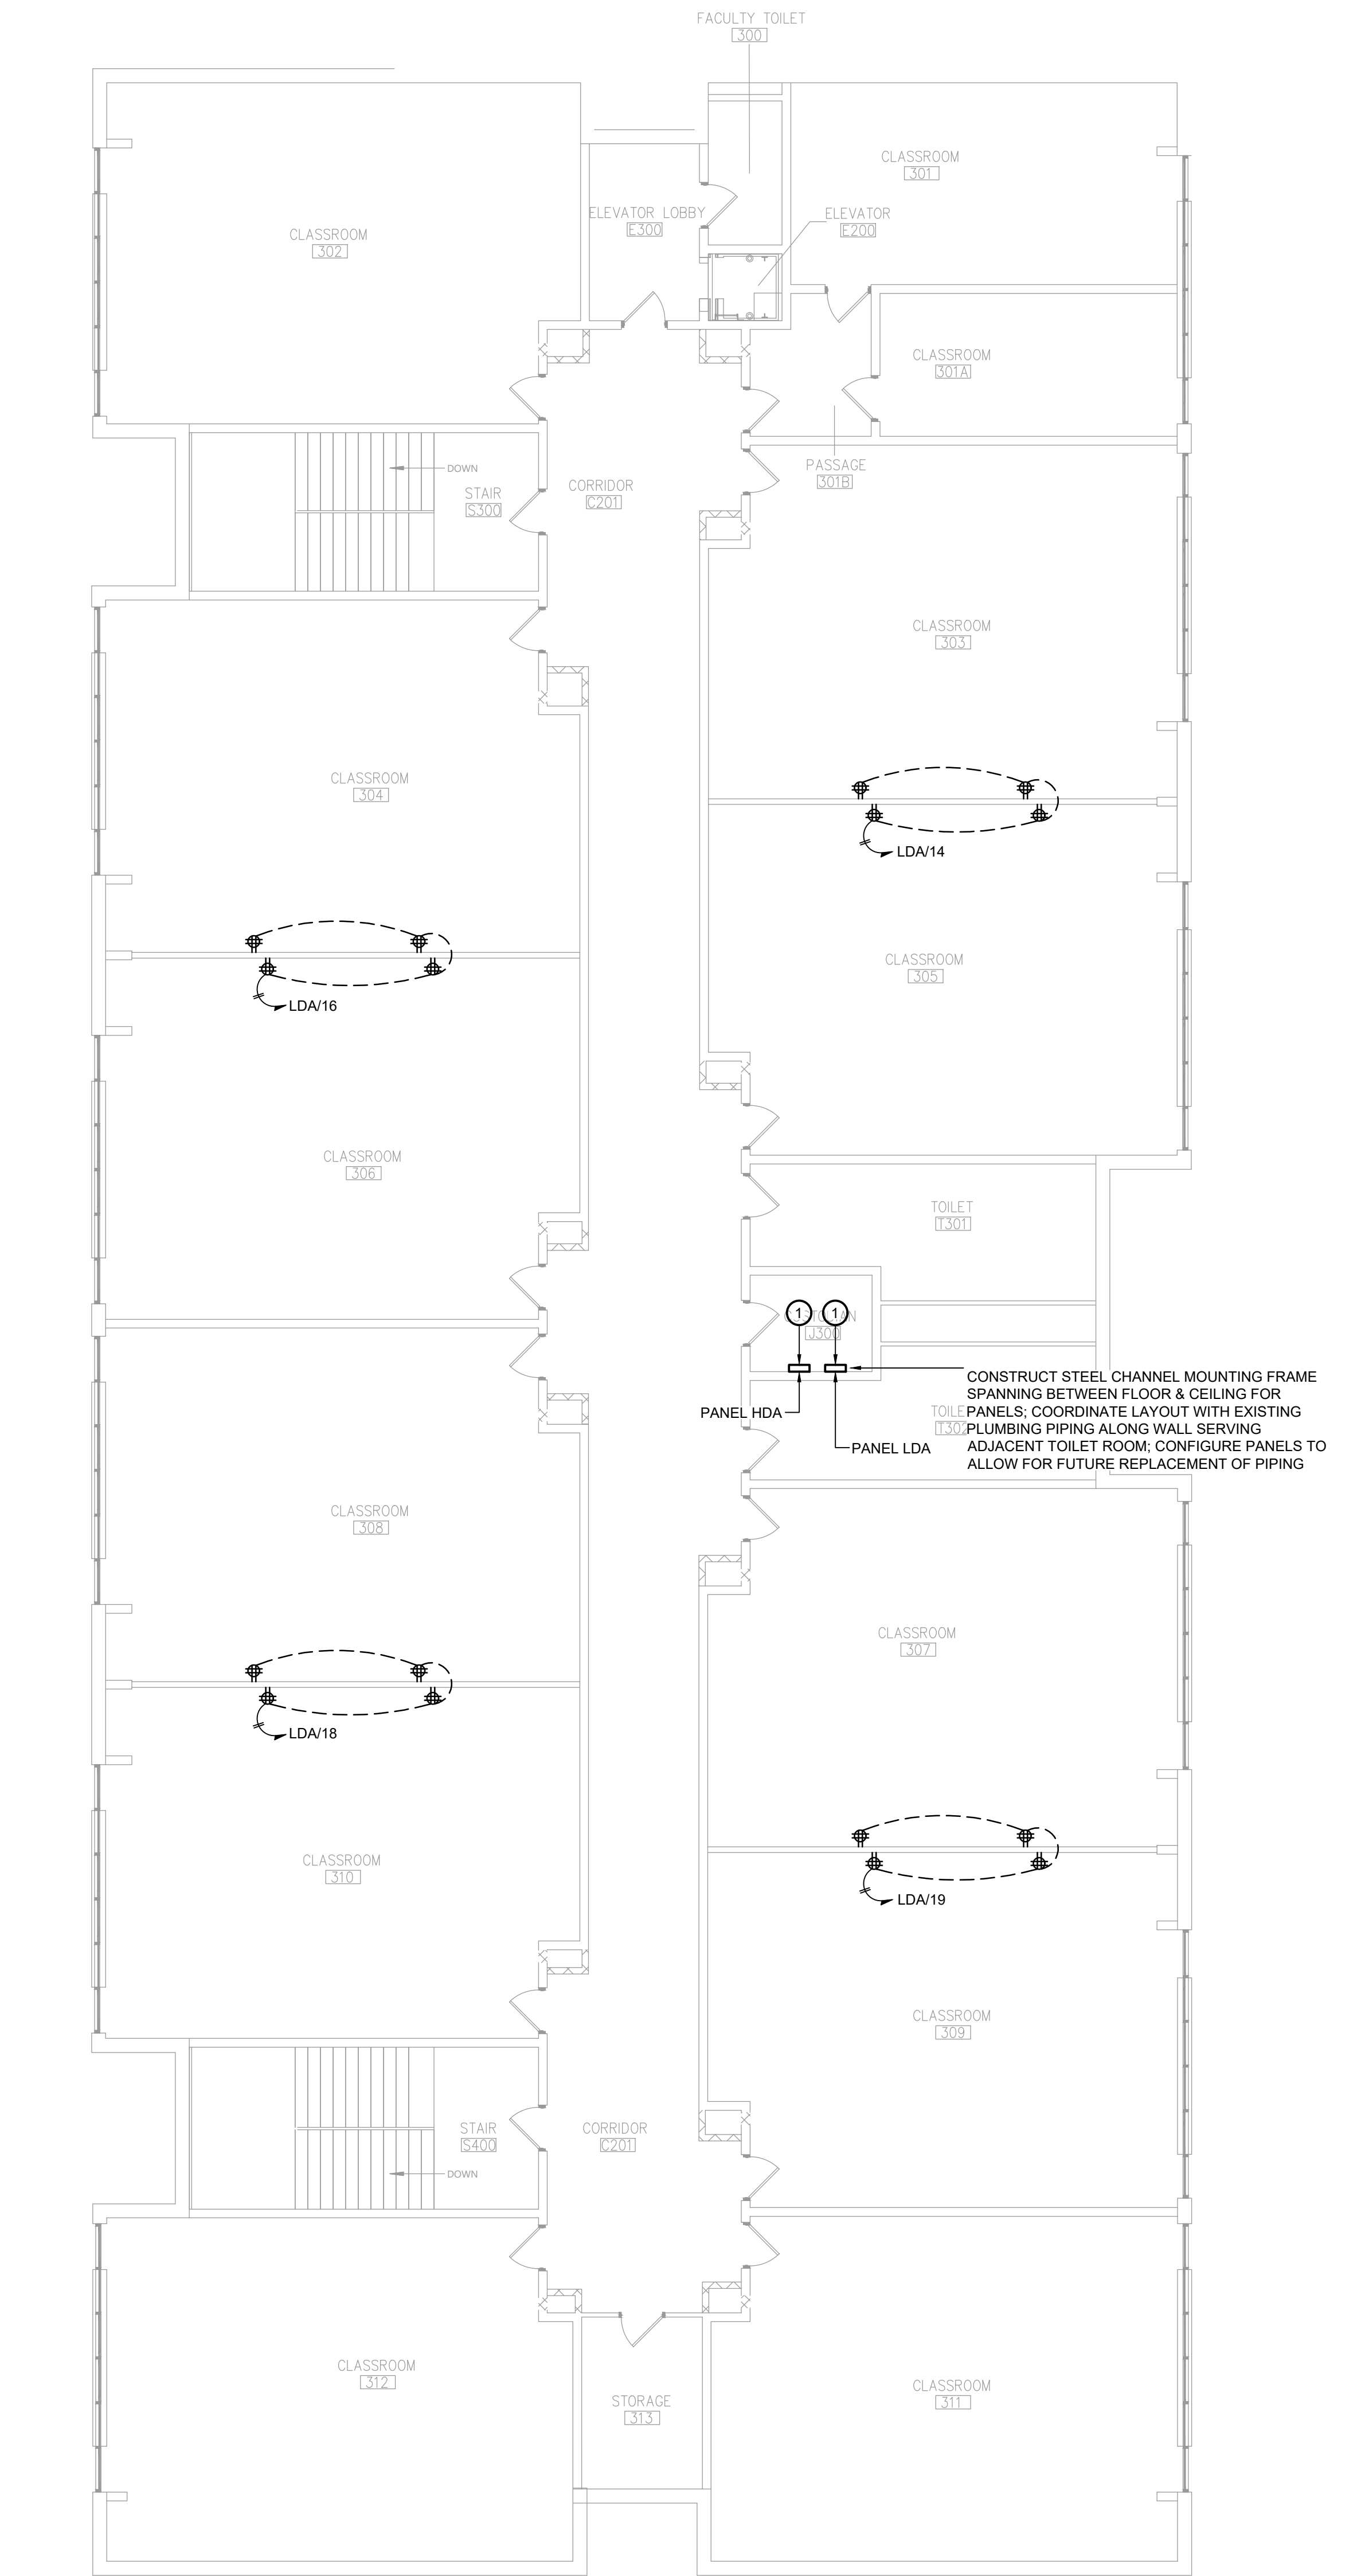 FACULTY TOILET
300
CLASSROOM
301
ELEVATOR LOBBY
E300
ELEVATOR
E200
CLASSROOM
302
CLASSROOM
301A
DOWN
PASSAGE
301B
STAIR
S300
CORRIDOR
C201
CLASSROOM
303
CLASSROOM
304
LDA/14
CLASSROOM
305
LDA/16
CLASSROOM
306
TOILET
T301
1
1
J300
CONSTRUCT STEEL CHANNEL MOUNTING FRAME
SPANNING BETWEEN FLOOR & CEILING FOR
PANELS; COORDINATE LAYOUT WITH EXISTING
PLUMBING PIPING ALONG WALL SERVING
ADJACENT TOILET ROOM; CONFIGURE PANELS TO
ALLOW FOR FUTURE REPLACEMENT OF PIPING
PANEL HDA
T302
PANEL LDA
CLASSROOM
308
CLASSROOM
307
LDA/18
CLASSROOM
310
LDA/19
CLASSROOM
309
STAIR
S400
CORRIDOR
C201
DOWN
CLASSROOM
312
CLASSROOM
311
STORAGE
313